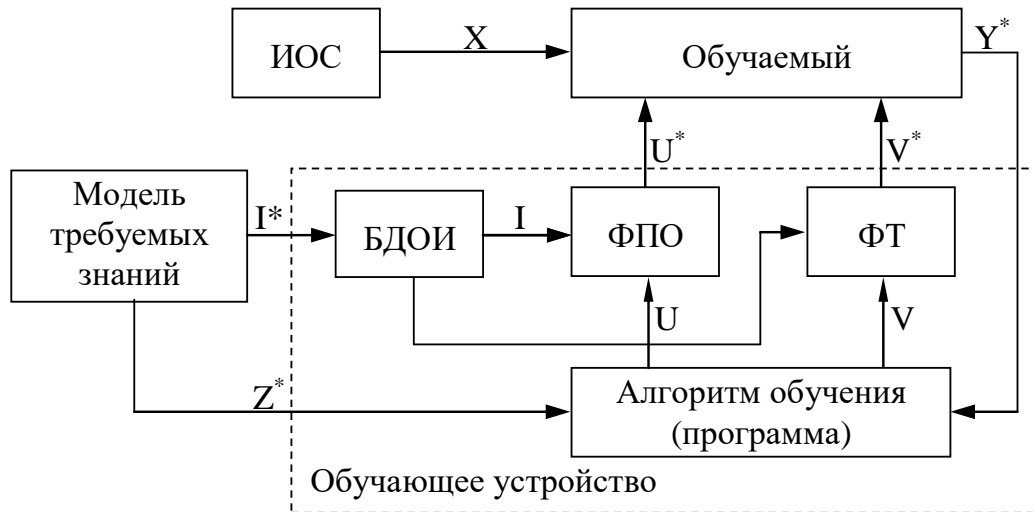 ИОС
X
Обучаемый
Y*
U*
V*
Модель
требуемых
знаний
I*
БДОИ
I
ФПО
ФТ
U
V
Z*
Алгоритм обучения
(программа)
Обучающее устройство